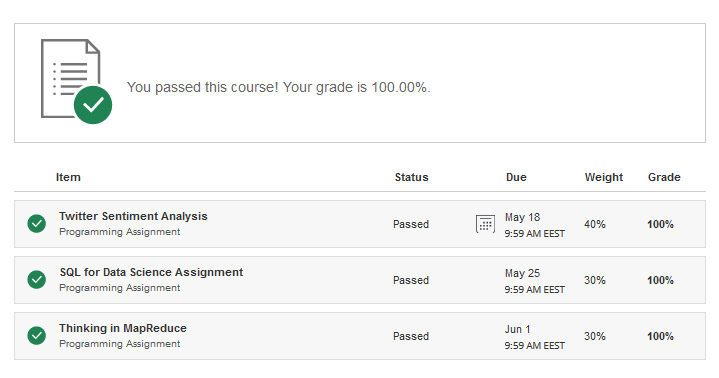 You passed this course! Your grade is 100.00%.
Item Status Due Weight Grade
Twitter Sentiment Analysis
Programming Assignment
Passed
May 18
9:59 AM EEST
40%
100%
SQL for Data Science Assignment
Programming Assignment
Passed
May 25
9:59 AM EEST
30%
100%
Thinking in MapReduce
Programming Assignment
Passed
Jun 1
9:59 AM EEST
30%
100%